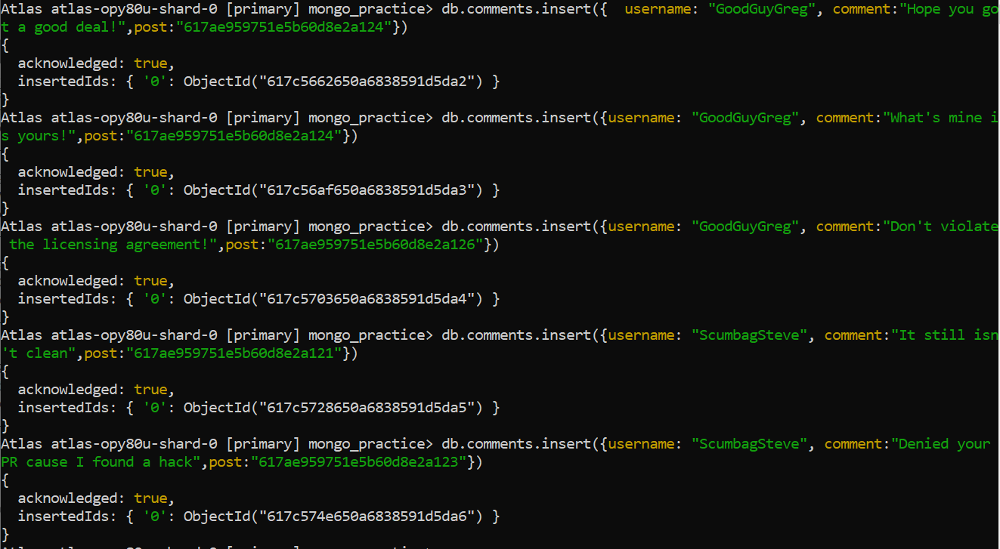 Atlas atlas-opy80u-shard-0 [primary] mongo_practice> db.comments.insert({  username: "GoodGuyGreg", comment:"Hope you go
t a good deal!",post:"617ae959751e5b60d8e2a124"})
{
  acknowledged: true,
  insertedIds: { '0': ObjectId("617c5662650a6838591d5da2") }
}
Atlas atlas-opy80u-shard-0 [primary] mongo_practice> db.comments.insert({username: "GoodGuyGreg", comment:"What's mine i
s yours!",post:"617ae959751e5b60d8e2a124"})
{
  acknowledged: true,
  insertedIds: { '0': ObjectId("617c56af650a6838591d5da3") }
}
Atlas atlas-opy80u-shard-0 [primary] mongo_practice> db.comments.insert({username: "GoodGuyGreg", comment:"Don't violate
 the licensing agreement!",post:"617ae959751e5b60d8e2a126"})
{
  acknowledged: true,
  insertedIds: { '0': ObjectId("617c5703650a6838591d5da4") }
}
Atlas atlas-opy80u-shard-0 [primary] mongo_practice> db.comments.insert({username: "ScumbagSteve", comment:"It still isn
't clean",post:"617ae959751e5b60d8e2a121"})
{
  acknowledged: true,
  insertedIds: { '0': ObjectId("617c5728650a6838591d5da5") }
}
Atlas atlas-opy80u-shard-0 [primary] mongo_practice> db.comments.insert({username: "ScumbagSteve", comment:"Denied your 
PR cause I found a hack",post:"617ae959751e5b60d8e2a123"})
{
  acknowledged: true,
  insertedIds: { '0': ObjectId("617c574e650a6838591d5da6") }
}